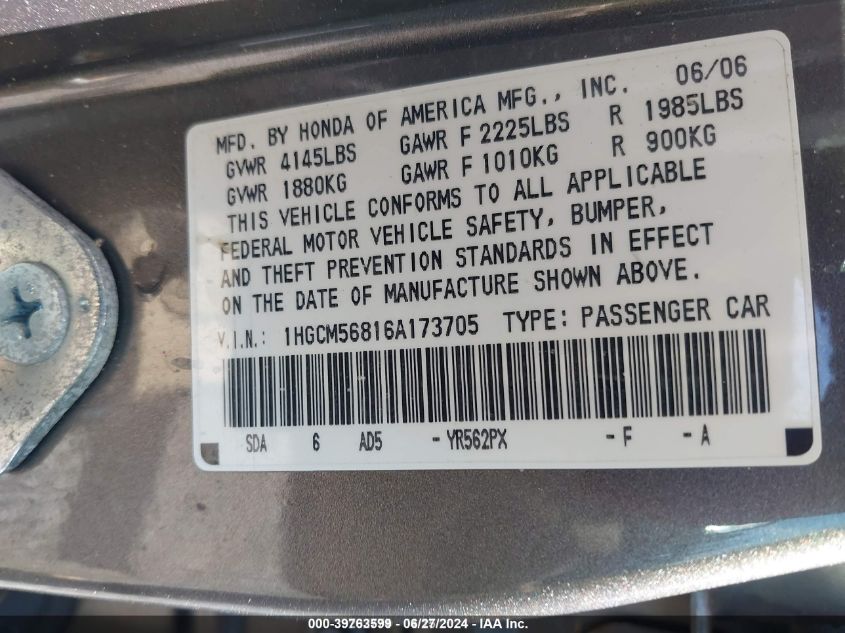 MFD. BY HONDA OF AMERICA MFG., INC. 06/06
GVWR 4145LBS GAWR F 2225LBS R 1985LBS
GVWR 1880KG GAWR F 1010KG R 900KG
THIS VEHICLE CONFORMS TO ALL APPLICABLE
FEDERAL MOTOR VEHICLE SAFETY, BUMPER,
AND THEFT PREVENTION STANDARDS IN EFFECT
ON THE DATE OF MANUFACTURE SHOWN ABOVE.
V.I.N.: 1HGCM56816A173705 TYPE: PASSENGER CAR
SDA 6 AD5 -YR562PX -F -A
000-39763599 - 06/27/2024 - IAA Inc.